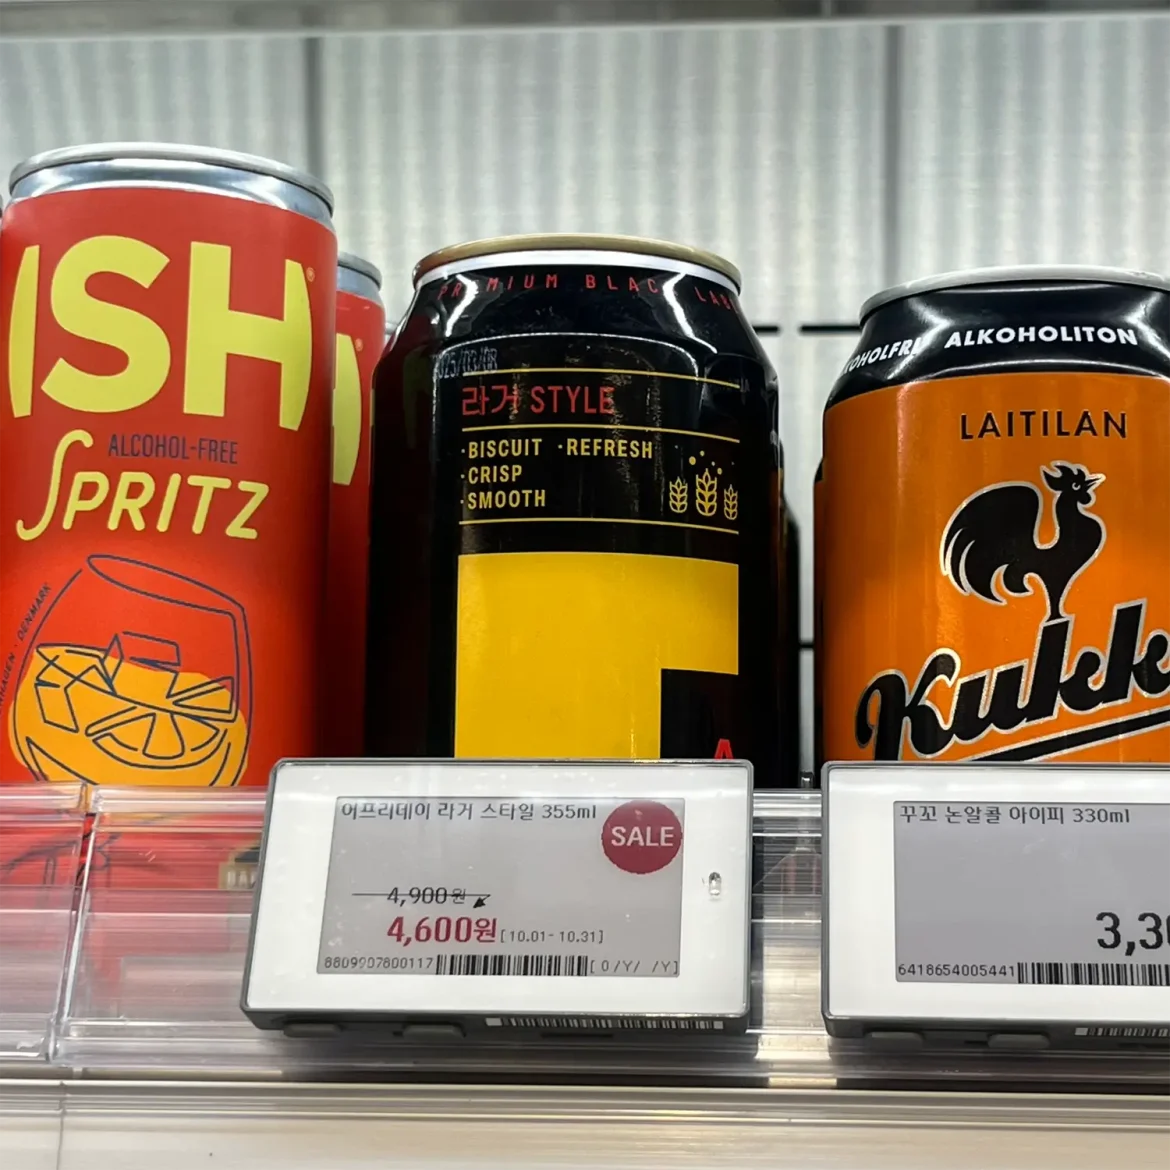 ISH
ALCOHOL-FREE
SPRITZ
DENMARK
PREMIUM BLACK
라거 STYLE
·BISCUIT ·REFRESH
·CRISP
·SMOOTH
ALKOHOLITON
LAITILAN
어프리데이 라거 스타일 355ml
SALE
4,900원
4,600원 [10.01-10.31]
8809907800117 [0/Y/ /Y]
꾸꼬 논알콜 아이피 330ml
6418654005441